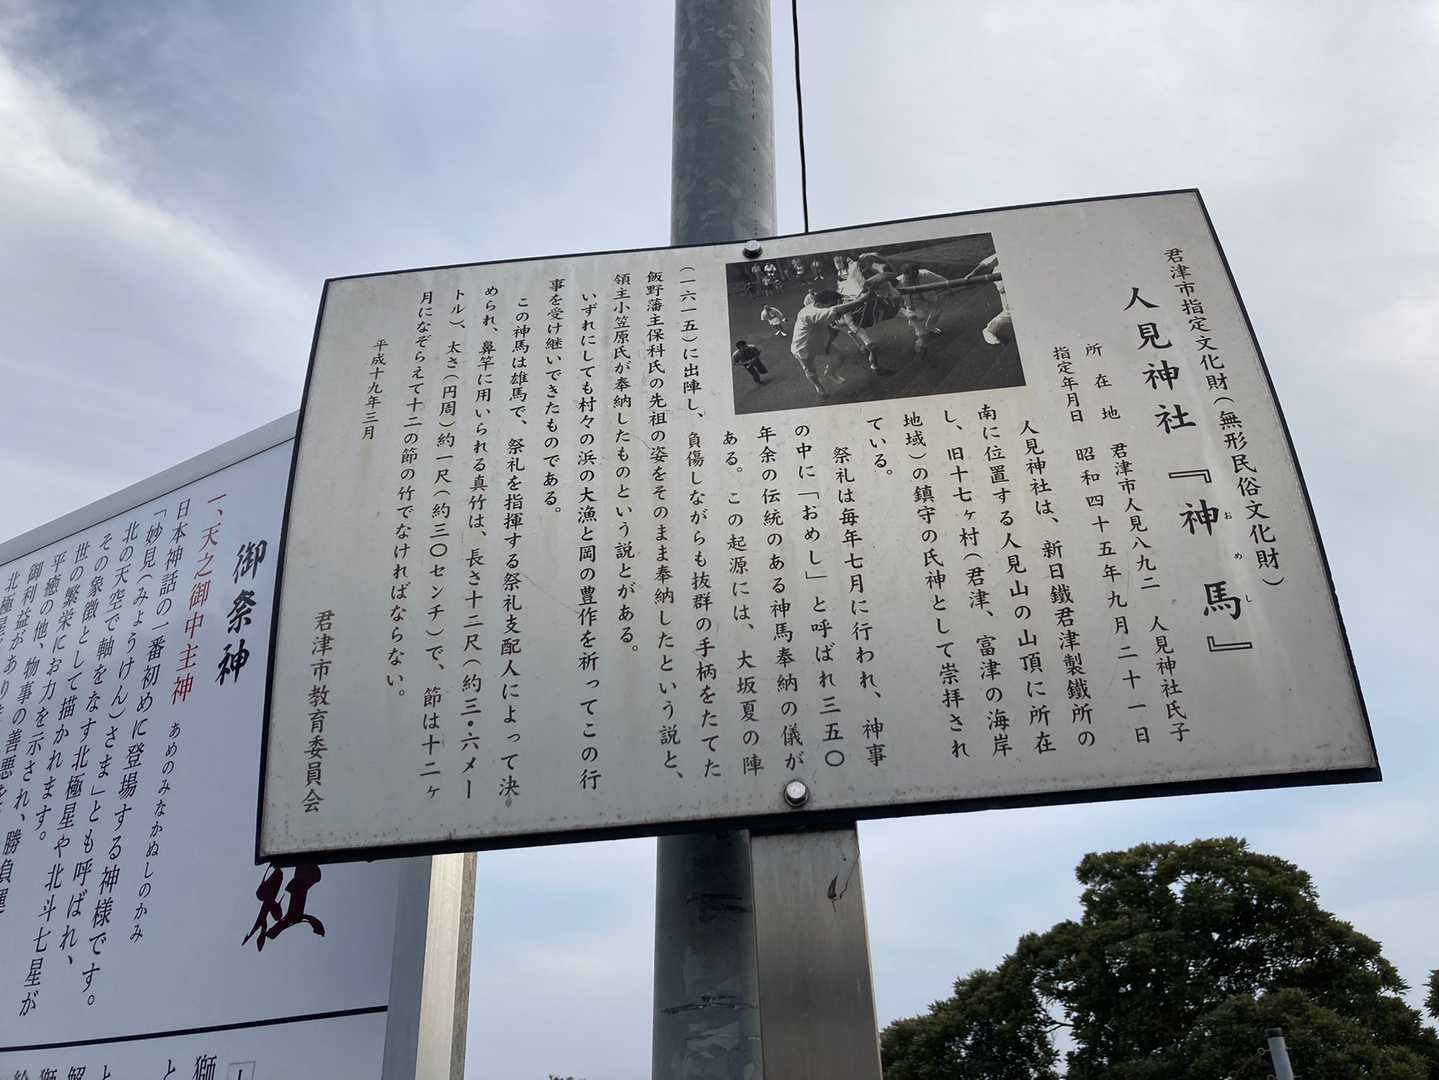 君津市指定文化財(無形民俗文化財)
人見神社『神馬』
おめし
所在地　君津市人見八九二　人見神社氏子
指定年月日　昭和四十五年九月二十一日
人見神社は、新日鐵君津製鐵所の
南に位置する人見山の山頂に所在
し、旧十七ヶ村(君津、富津の海岸
地域)の鎮守の氏神として崇拝され
ている。
祭礼は毎年七月に行われ、神事
の中に「おめし」と呼ばれ三五〇
年余の伝統のある神馬奉納の儀が
ある。この起源には、大坂夏の陣
(一六一五)に出陣し、負傷しながらも抜群の手柄をたてた
飯野藩主保科氏の先祖の姿をそのまま奉納したという説と、
領主小笠原氏が奉納したものという説とがある。
いずれにしても村々の浜の大漁と岡の豊作を祈ってこの行
事を受け継いできたものである。
この神馬は雄馬で、祭礼を指揮する祭礼支配人によって決
められ、鼻竿に用いられる真竹は、長さ十二尺(約三・六メー
トル)、太さ(円周)約一尺(約三〇センチ)で、節は十二ヶ
月になぞらえて十二の節の竹でなければならない。
平成十九年三月
君津市教育委員会
御祭神
一、天之御中主神　あめのみなかぬしのかみ
日本神話の一番初めに登場する神様です。
「妙見(みょうけん)さま」とも呼ばれ、
北の天空で軸をなす北極星や北斗七星が
その象徴として描かれます。
世の繁栄にお力を示され、勝負運
平癒の他、物事の善悪を
御利益があり
北極星
社
獅
と
解
獅